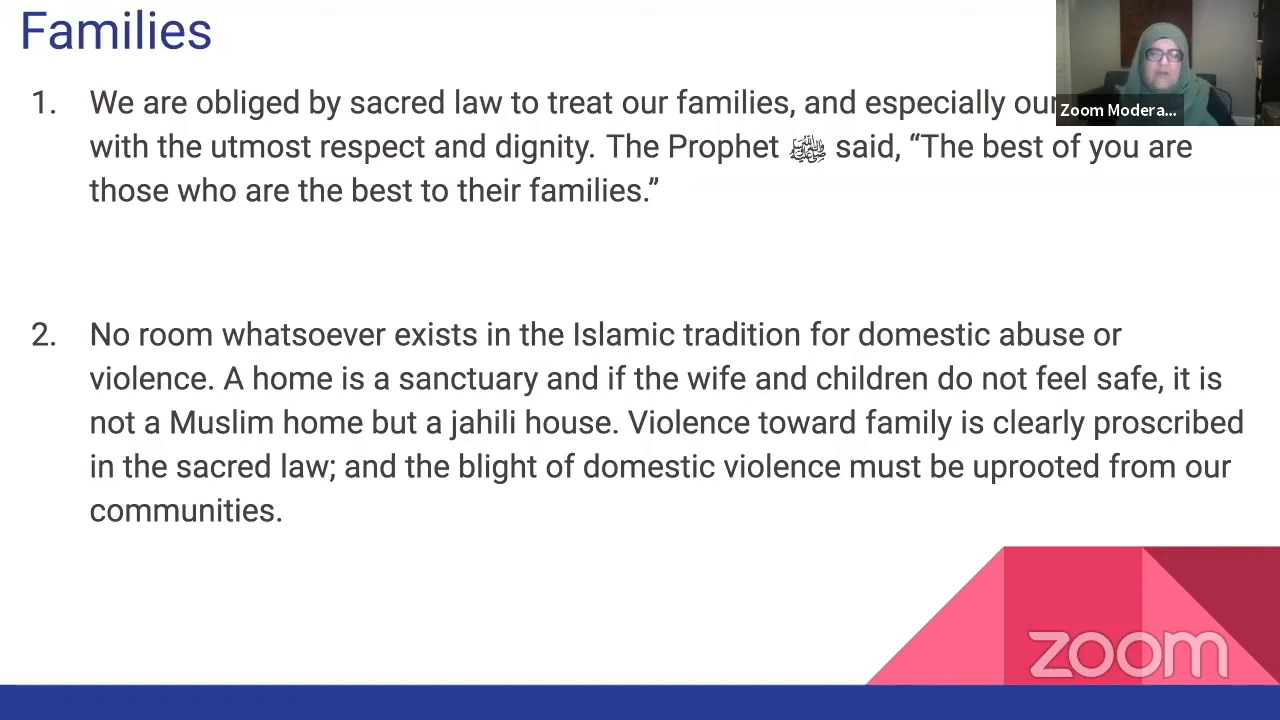 Families
1. We are obliged by sacred law to treat our families, and especially our
with the utmost respect and dignity. The Prophet ﷺ said, “The best of you are
those who are the best to their families.”
2. No room whatsoever exists in the Islamic tradition for domestic abuse or
violence. A home is a sanctuary and if the wife and children do not feel safe, it is
not a Muslim home but a jahili house. Violence toward family is clearly proscribed
in the sacred law; and the blight of domestic violence must be uprooted from our
communities.
Zoom Modera...
zoom